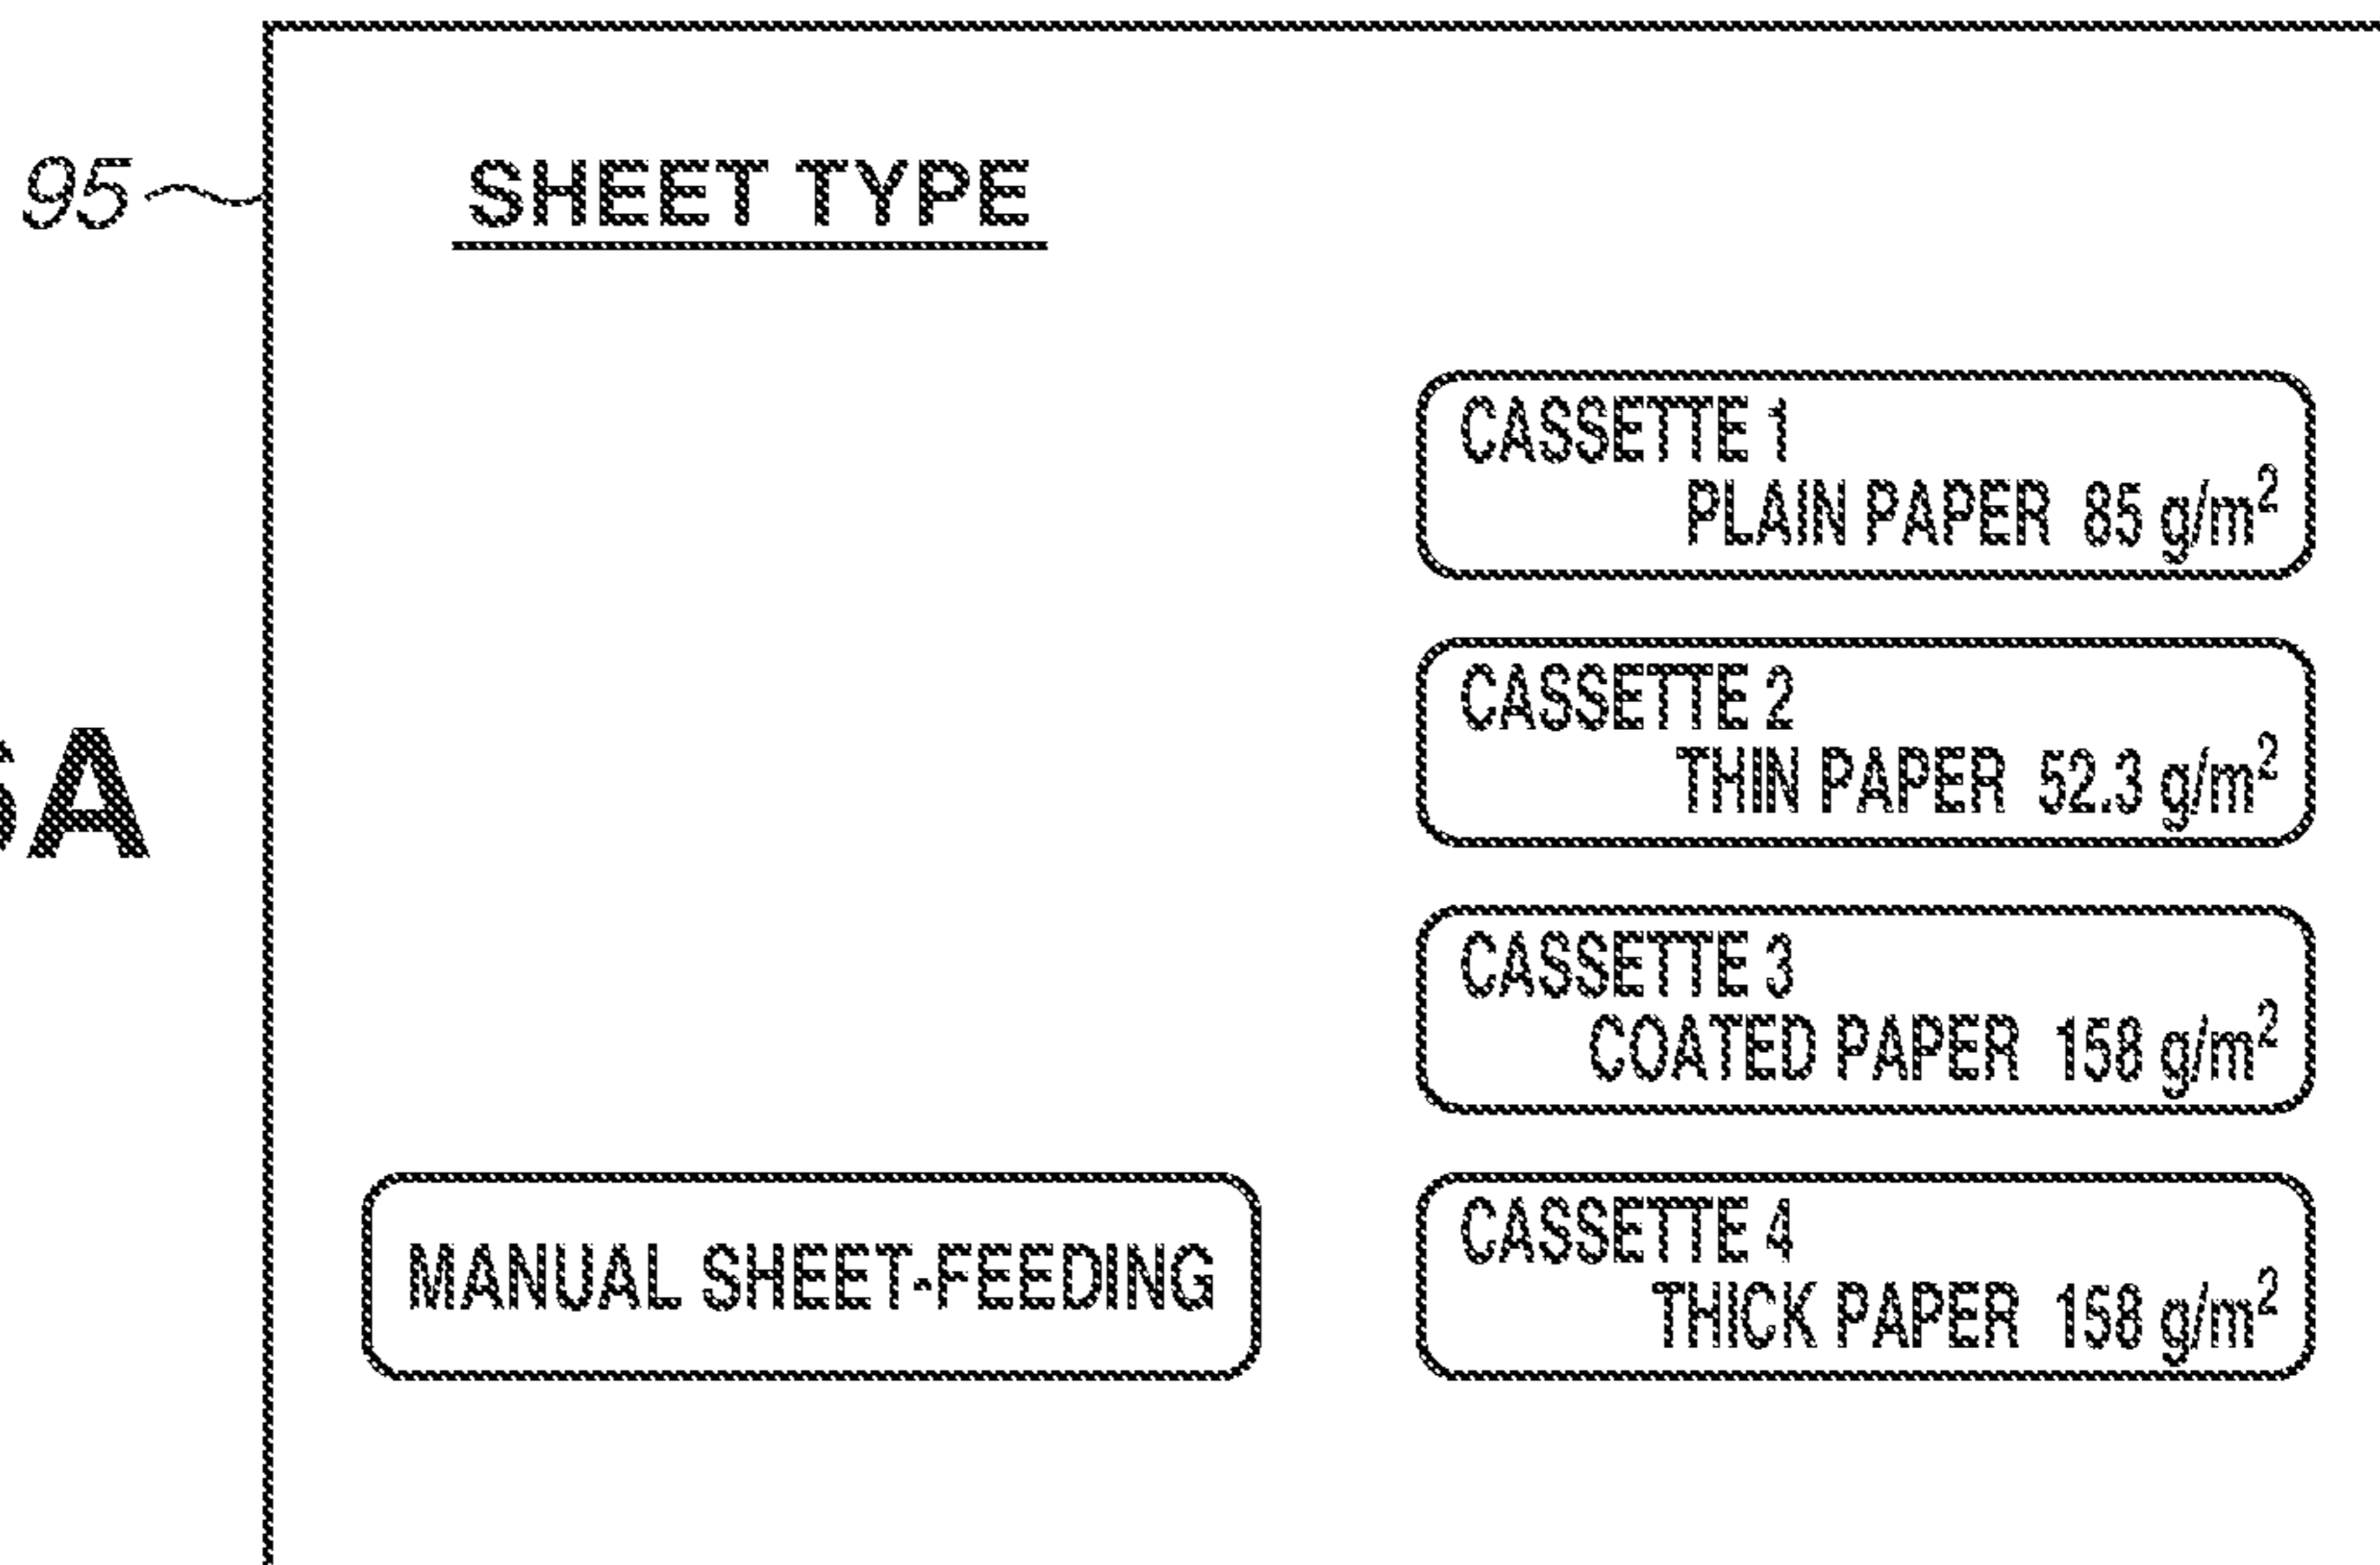 95
SHEET TYPE
CASSETTE 1
PLAIN PAPER 85 g/m²
CASSETTE 2
THIN PAPER 52.3 g/m²
6A
CASSETTE 3
COATED PAPER 158 g/m²
MANUAL SHEET-FEEDING
CASSETTE 4
THICK PAPER 158 g/m²